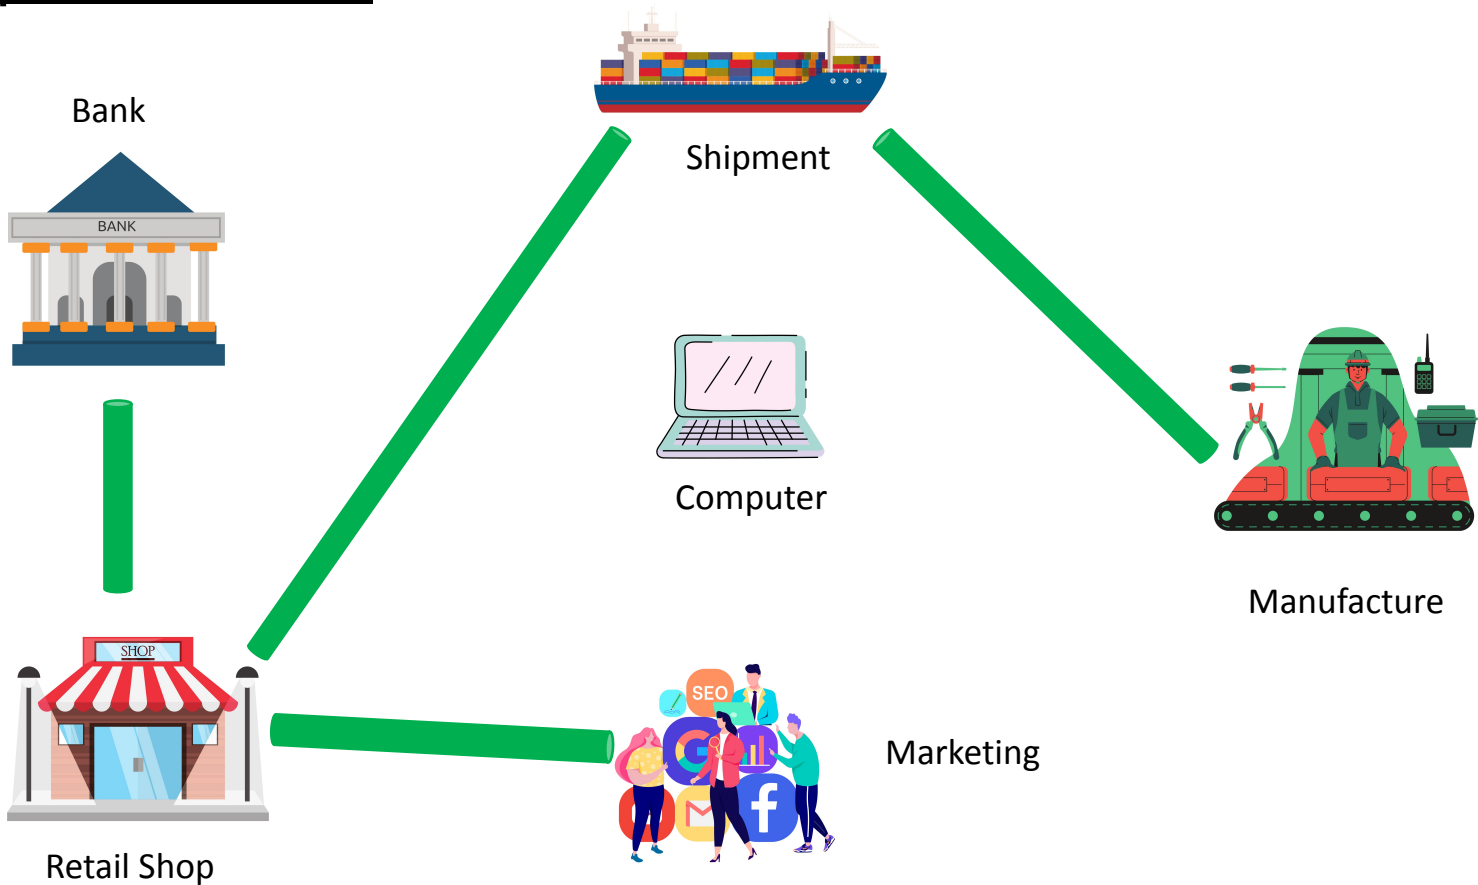 Bank
BANK
Shipment
Computer
Manufacture
SHOP
SEO
Marketing
Retail Shop